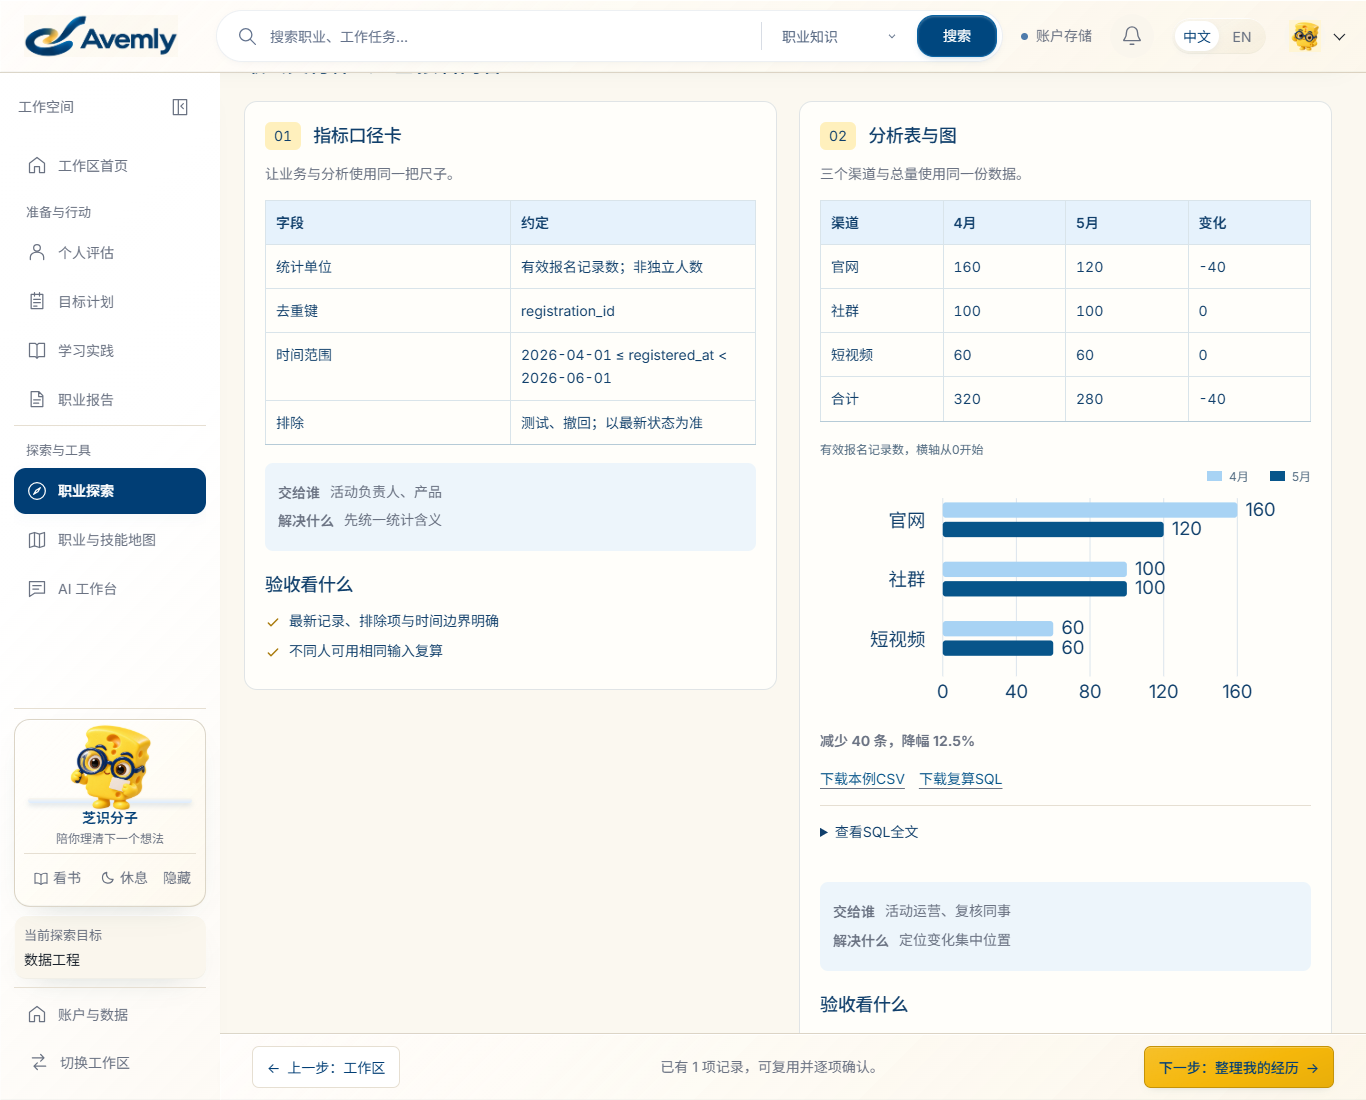 Avemly
搜索职业、工作任务...
职业知识
搜索
账户存储
中文
EN
工作空间
工作区首页
准备与行动
个人评估
目标计划
学习实践
职业报告
探索与工具
职业探索
职业与技能地图
AI 工作台
芝识分子
陪你理清下一个想法
看书
休息
隐藏
当前探索目标
数据工程
账户与数据
切换工作区
01 指标口径卡
让业务与分析使用同一把尺子。
字段 约定
统计单位 有效报名记录数；非独立人数
去重键 registration_id
时间范围 2026-04-01 ≤ registered_at <
2026-06-01
排除 测试、撤回；以最新状态为准
交给谁 活动负责人、产品
解决什么 先统一统计含义
验收看什么
最新记录、排除项与时间边界明确
不同人可用相同输入复算
02 分析表与图
三个渠道与总量使用同一份数据。
渠道 4月 5月 变化
官网 160 120 -40
社群 100 100 0
短视频 60 60 0
合计 320 280 -40
有效报名记录数，横轴从0开始
4月 5月
官网 160
120
社群 100
100
短视频 60
60
0 40 80 120 160
减少 40 条，降幅 12.5%
下载本例CSV 下载复算SQL
查看SQL全文
交给谁 活动运营、复核同事
解决什么 定位变化集中位置
验收看什么
← 上一步：工作区
已有 1 项记录，可复用并逐项确认。
下一步：整理我的经历 →